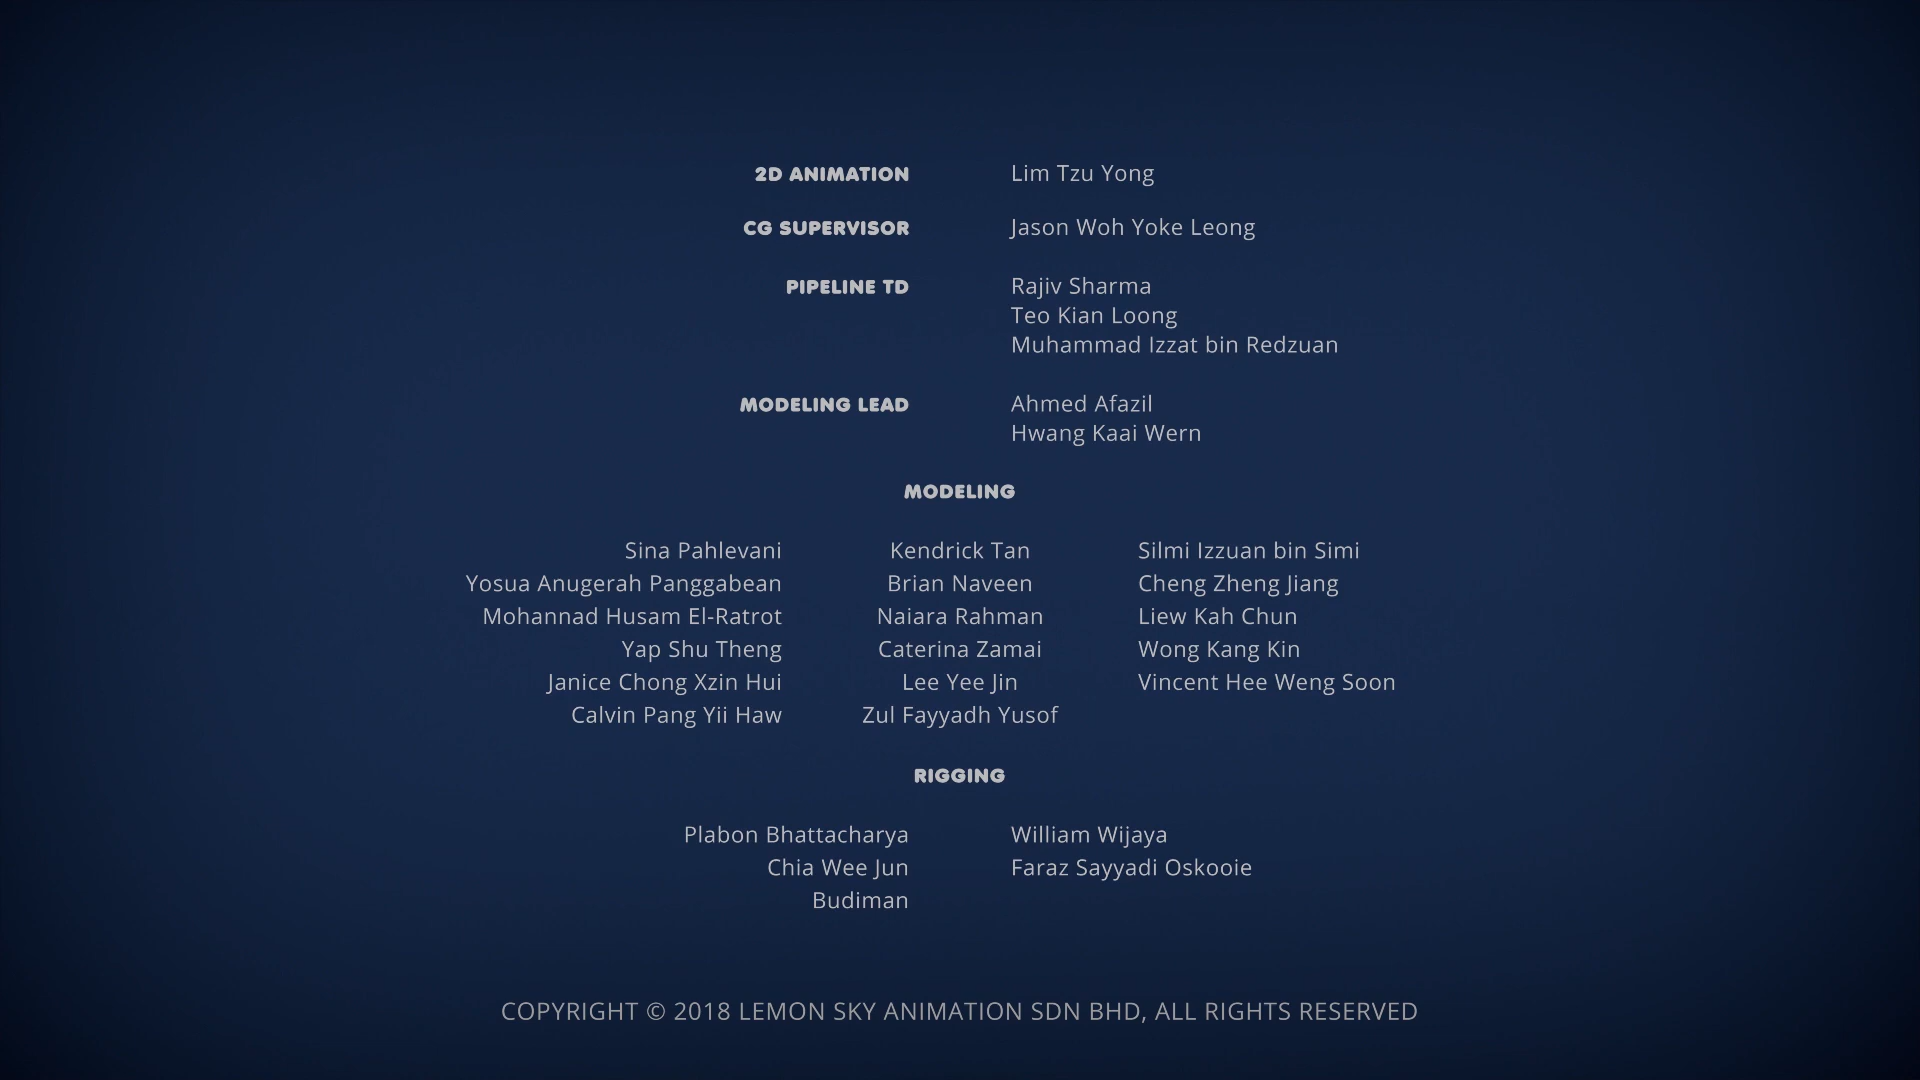 2D ANIMATION Lim Tzu Yong
CG SUPERVISOR Jason Woh Yoke Leong
PIPELINE TD Rajiv Sharma
Teo Kian Loong
Muhammad Izzat bin Redzuan
MODELING LEAD Ahmed Afazil
Hwang Kaai Wern
MODELING
Sina Pahlevani Kendrick Tan Silmi Izzuan bin Simi
Yosua Anugerah Panggabean Brian Naveen Cheng Zheng Jiang
Mohannad Husam El-Ratrot Naiara Rahman Liew Kah Chun
Yap Shu Theng Caterina Zamai Wong Kang Kin
Janice Chong Xzin Hui Lee Yee Jin Vincent Hee Weng Soon
Calvin Pang Yii Haw Zul Fayyadh Yusof
RIGGING
Plabon Bhattacharya William Wijaya
Chia Wee Jun Faraz Sayyadi Oskooie
Budiman
COPYRIGHT © 2018 LEMON SKY ANIMATION SDN BHD, ALL RIGHTS RESERVED